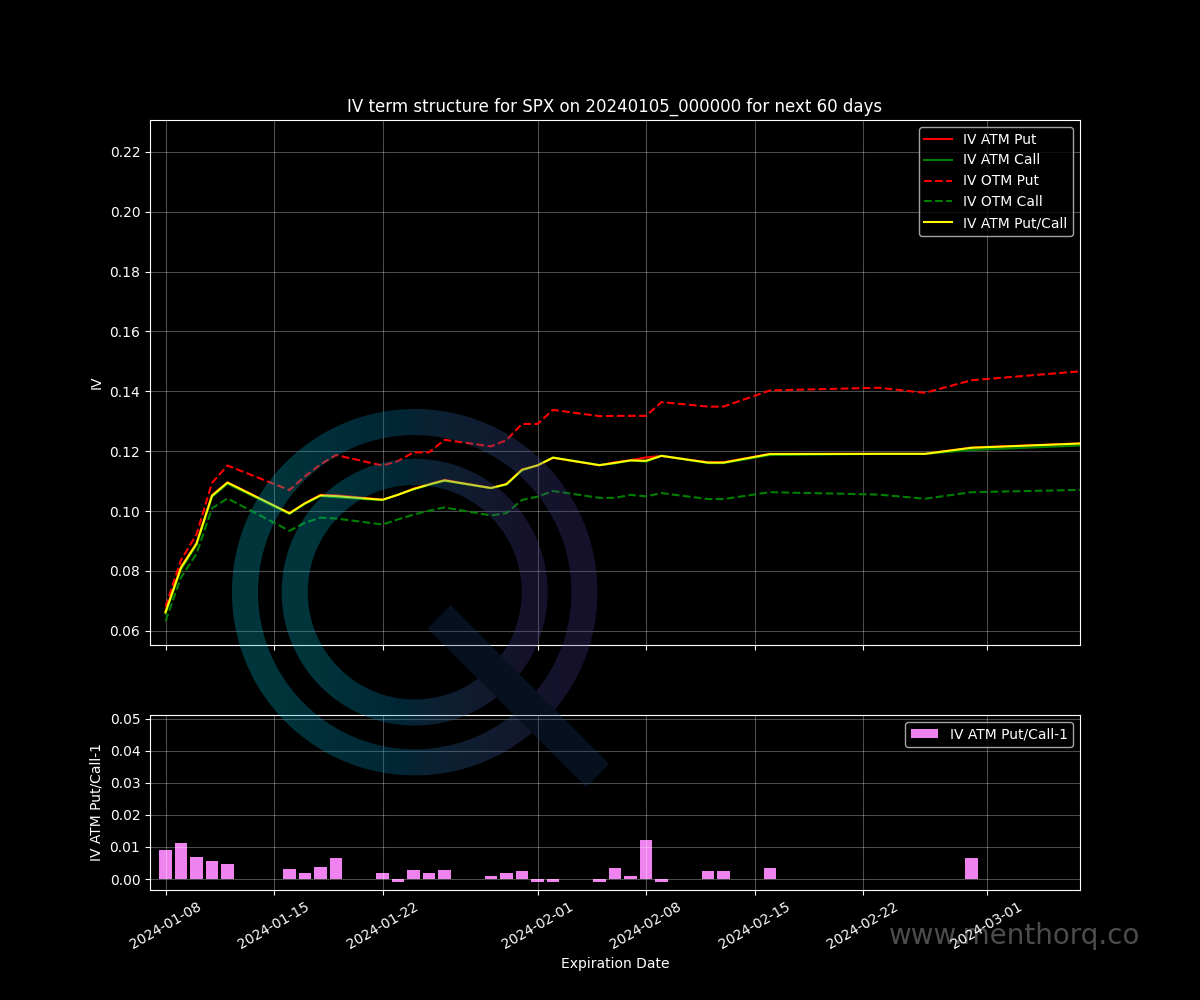 IV term structure for SPX on 20240105_000000 for next 60 days
IV ATM Put
IV ATM Call
IV OTM Put
IV OTM Call
IV ATM Put/Call
0.22
0.20
0.18
0.16
0.14
0.12
0.10
0.08
0.06
IV
IV ATM Put/Call-1
0.05
0.04
0.03
0.02
0.01
0.00
IV ATM Put/Call-1
2024-01-08
2024-01-15
2024-01-22
2024-02-01
2024-02-08
2024-02-15
2024-02-22
2024-03-01
www.menthorq.co
Expiration Date